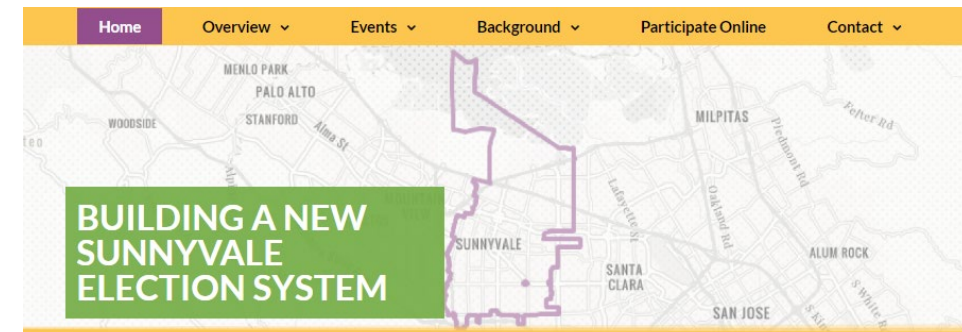 Home Overview Events Background Participate Online Contact
MENLO PARK
PALO ALTO
WOODSIDE
STANFORD
Alma St
MILPITAS
Piedmont Rd
BUILDING A NEW
SUNNYVALE
ELECTION SYSTEM
SUNNYVALE
Lafayette St
Oakland Rd
SANTA
CLARA
ALUM ROCK
SAN JOSE